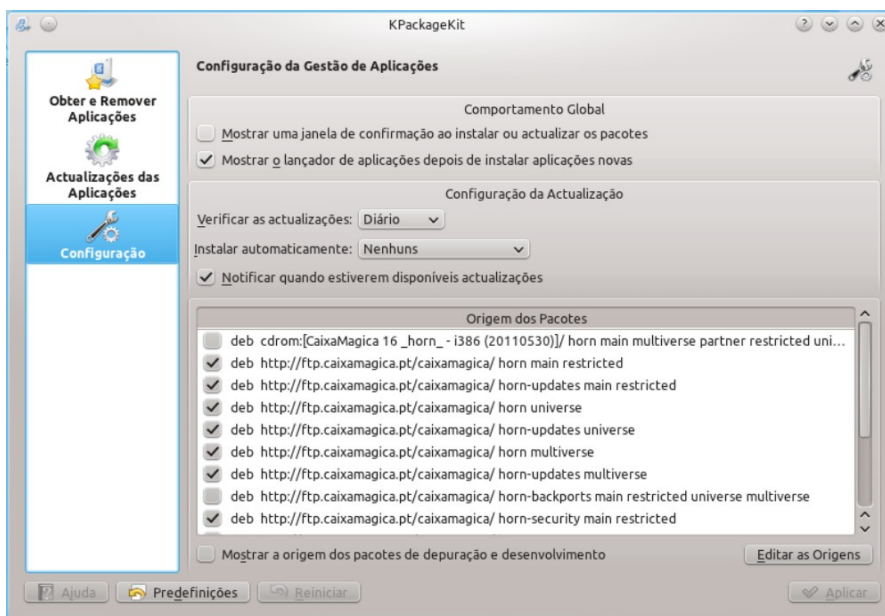 KPackageKit
Obter e Remover
Aplicações
Actualizações das
Aplicações
Configuração
Configuração da Gestão de Aplicações
Comportamento Global
Mostrar uma janela de confirmação ao instalar ou actualizar os pacotes
Mostrar o lançador de aplicações depois de instalar aplicações novas
Configuração da Actualização
Verificar as actualizações: Diário
Instalar automaticamente: Nenhuns
Notificar quando estiverem disponíveis actualizações
Origem dos Pacotes
deb cdrom:[CaixaMagica 16 _horn_ - i386 (20110530)]/ horn main multiverse partner restricted uni...
deb http://ftp.caixamagica.pt/caixamagica/ horn main restricted
deb http://ftp.caixamagica.pt/caixamagica/ horn-updates main restricted
deb http://ftp.caixamagica.pt/caixamagica/ horn universe
deb http://ftp.caixamagica.pt/caixamagica/ horn-updates universe
deb http://ftp.caixamagica.pt/caixamagica/ horn multiverse
deb http://ftp.caixamagica.pt/caixamagica/ horn-updates multiverse
deb http://ftp.caixamagica.pt/caixamagica/ horn-backports main restricted universe multiverse
deb http://ftp.caixamagica.pt/caixamagica/ horn-security main restricted
Mostrar a origem dos pacotes de depuração e desenvolvimento
Editar as Origens
Ajuda
Predefinições
Reiniciar
Aplicar